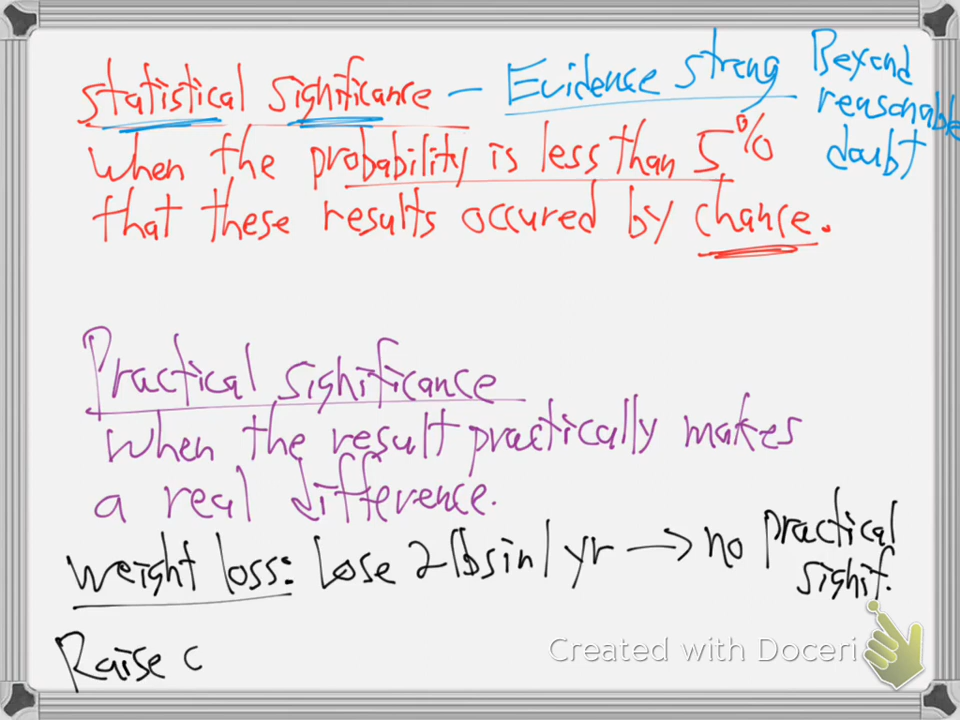 statistical significance — Evidence strong Beyond
reasonable
doubt
when the probability is less than 5%
that these results occured by chance.
Practical significance
when the result practically makes
a real difference.
weight loss: Lose 2 lbs in 1 yr → no practical
signif.
Raise c
Created with Doceri